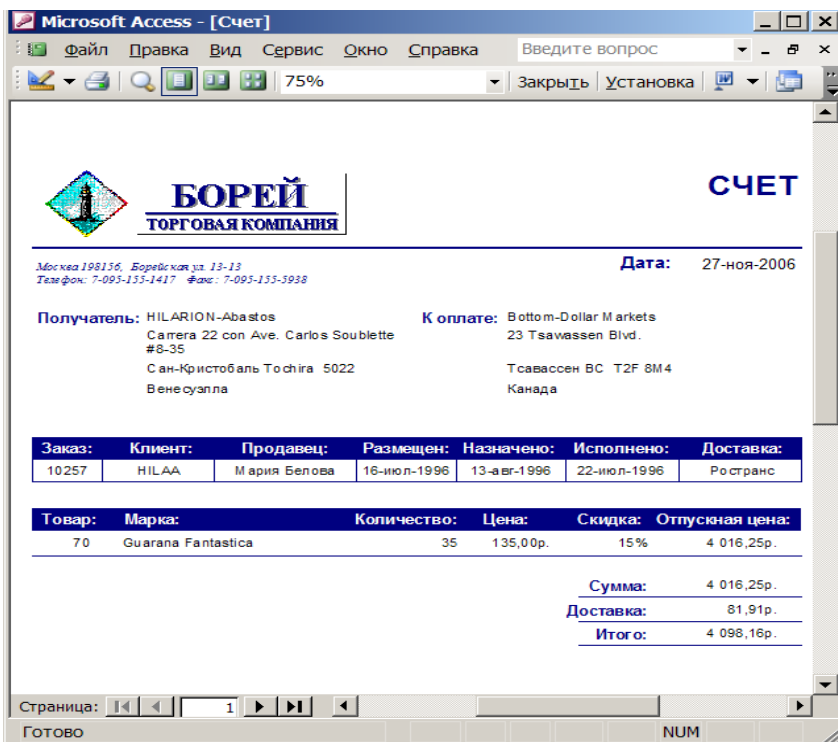 Microsoft Access - [Счет]
Файл Правка Вид Сервис Окно Справка Введите вопрос
75% Закрыть Установка
БОРЕЙ
ТОРГОВАЯ КОМПАНИЯ
СЧЕТ
Москва 198156, Борейская ул. 13-13
Телефон: 7-095-155-1417 Факс: 7-095-155-5938
Дата: 27-ноя-2006
Получатель: HILARION-Abastos К оплате: Bottom-Dollar Markets
Carrera 22 con Ave. Carlos Soublette 23 Tsawassen Blvd.
#8-35
Сан-Кристобаль Tochira 5022 Тсавассен BC T2F 8M4
Венесуэлла Канада
Заказ: Клиент: Продавец: Размещен: Назначено: Исполнено: Доставка:
10257 HILAA Мария Белова 16-июл-1996 13-авг-1996 22-июл-1996 Ространс
Товар: Марка: Количество: Цена: Скидка: Отпускная цена:
70 Guarana Fantastica 35 135,00р. 15% 4 016,25р.
Сумма: 4 016,25р.
Доставка: 81,91р.
Итого: 4 098,16р.
Страница: 1
Готово NUM